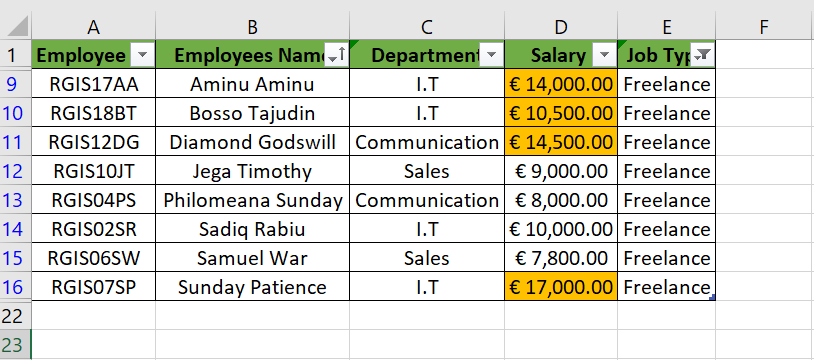 A B C D E F
1 Employee Employees Name Department Salary Job Typ
9 RGIS17AA Aminu Aminu I.T € 14,000.00 Freelance
10 RGIS18BT Bosso Tajudin I.T € 10,500.00 Freelance
11 RGIS12DG Diamond Godswill Communication € 14,500.00 Freelance
12 RGIS10JT Jega Timothy Sales € 9,000.00 Freelance
13 RGIS04PS Philomeana Sunday Communication € 8,000.00 Freelance
14 RGIS02SR Sadiq Rabiu I.T € 10,000.00 Freelance
15 RGIS06SW Samuel War Sales € 7,800.00 Freelance
16 RGIS07SP Sunday Patience I.T € 17,000.00 Freelance
22
23